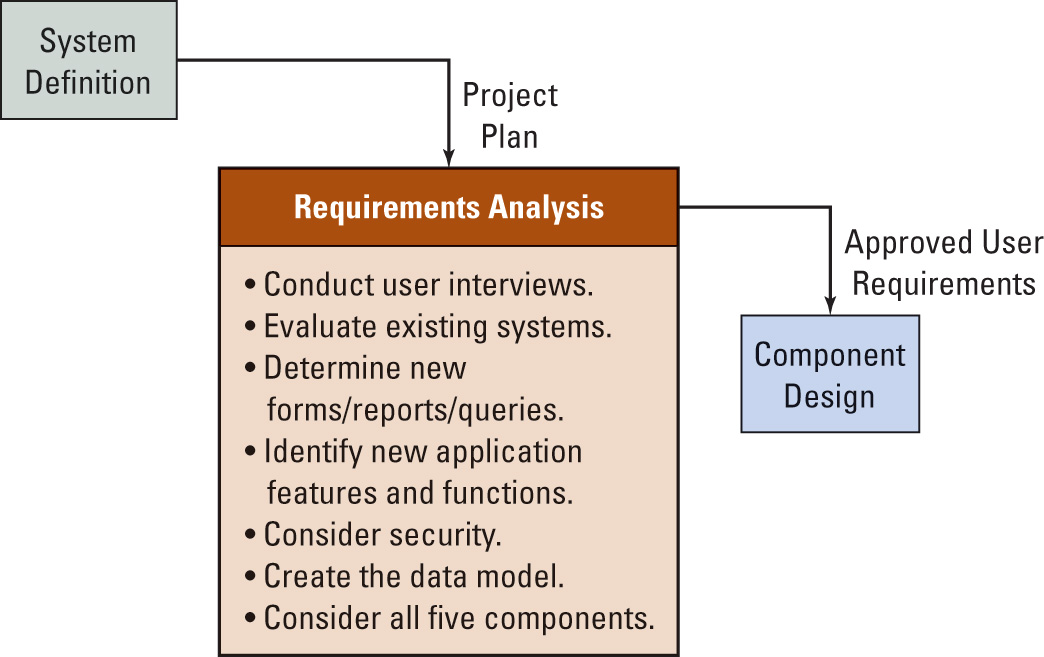 System
Definition
Project
Plan
Requirements Analysis
• Conduct user interviews.
• Evaluate existing systems.
• Determine new
forms/reports/queries.
• Identify new application
features and functions.
• Consider security.
• Create the data model.
• Consider all five components.
Approved User
Requirements
Component
Design